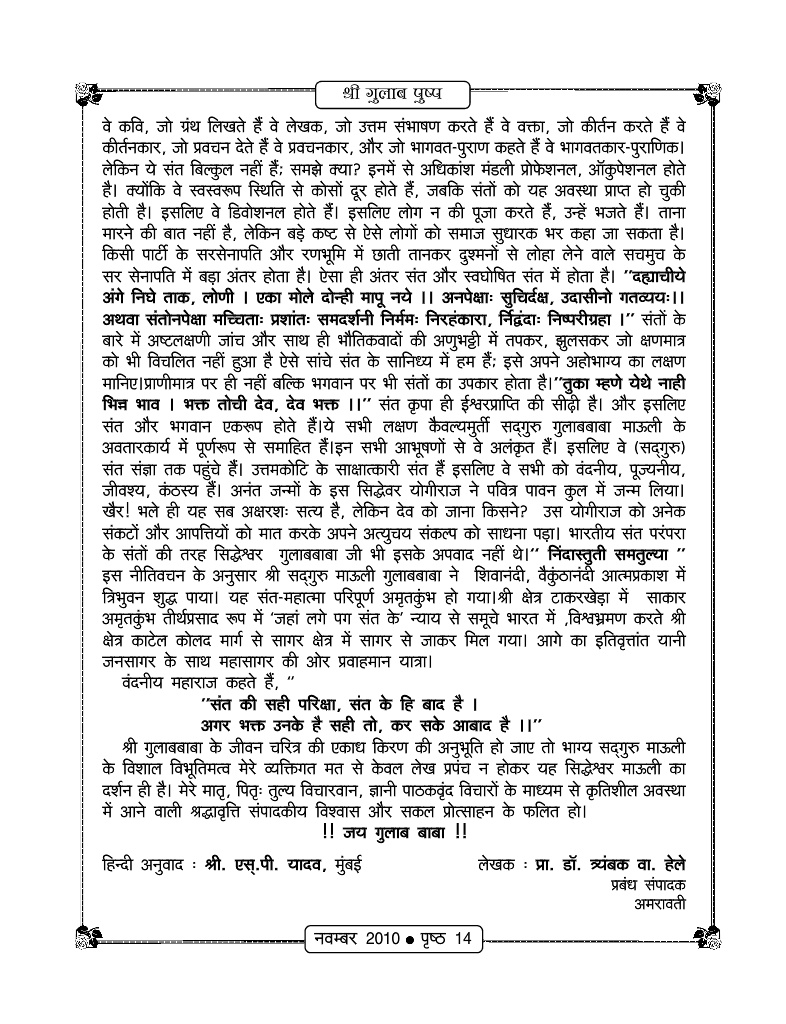 श्री गुलाब पुष्प
वे कवि, जो ग्रंथ लिखते हैं वे लेखक, जो उत्तम संभाषण करते हैं वे वक्ता, जो कीर्तन करते हैं वे
कीर्तनकार, जो प्रवचन देते हैं वे प्रवचनकार, और जो भागवत-पुराण कहते हैं वे भागवतकार-पुराणिक।
लेकिन ये संत बिल्कुल नहीं हैं; समझे क्या? इनमें से अधिकांश मंडली प्रोफेशनल, ऑकुपेशनल होते
है। क्योंकि वे स्वस्वरूप स्थिति से कोसों दूर होते हैं, जबकि संतों को यह अवस्था प्राप्त हो चुकी
होती है। इसलिए वे डिवोशनल होते हैं। इसलिए लोग न की पूजा करते हैं, उन्हें भजते हैं। ताना
मारने की बात नहीं है, लेकिन बड़े कष्ट से ऐसे लोगों को समाज सुधारक भर कहा जा सकता है।
किसी पार्टी के सरसेनापति और रणभूमि में छाती तानकर दुश्मनों से लोहा लेने वाले सचमुच के
सर सेनापति में बड़ा अंतर होता है। ऐसा ही अंतर संत और स्वघोषित संत में होता है। ’’दह्याचीये
अंगे निघे ताक, लोणी । एका मोले दोन्ही मापू नये ।। अनपेक्षाः सुचिर्दक्ष, उदासीनो गतव्ययः।।
अथवा संतोनपेक्षा मच्चिताः प्रशांतः समदर्शनी निर्ममः निरहंकारा, र्निद्वंदाः निष्परीग्रहा ।’’ संतों के
बारे में अष्टलक्षणी जांच और साथ ही भौतिकवादों की अणुभट्टी में तपकर, झुलसकर जो क्षणमात्र
को भी विचलित नहीं हुआ है ऐसे सांचे संत के सानिध्य में हम हैं; इसे अपने अहोभाग्य का लक्षण
मानिए।प्राणीमात्र पर ही नहीं बल्कि भगवान पर भी संतों का उपकार होता है।’’तुका म्हणे येथे नाही
भिन्न भाव । भक्त तोची देव, देव भक्त ।।’’ संत कृपा ही ईश्वरप्राप्ति की सीढ़ी है। और इसलिए
संत और भगवान एकरूप होते हैं।ये सभी लक्षण कैवल्यमुर्ती सद्‌गुरु गुलाबबाबा माऊली के
अवतारकार्य में पूर्णरूप से समाहित हैं।इन सभी आभूषणों से वे अलंकृत हैं। इसलिए वे (सद्‌गुरु)
संत संज्ञा तक पहुंचे हैं। उत्तमकोटि के साक्षात्कारी संत हैं इसलिए वे सभी को वंदनीय, पूज्यनीय,
जीवश्य, कंठस्य हैं। अनंत जन्मों के इस सिद्धेवर योगीराज ने पवित्र पावन कुल में जन्म लिया।
खैर! भले ही यह सब अक्षरशः सत्य है, लेकिन देव को जाना किसने? उस योगीराज को अनेक
संकटों और आपत्तियों को मात करके अपने अत्युचय संकल्प को साधना पड़ा। भारतीय संत परंपरा
के संतों की तरह सिद्धेश्वर गुलाबबाबा जी भी इसके अपवाद नहीं थे।’’ निंदास्तुती समतुल्या ’’
इस नीतिवचन के अनुसार श्री सद्‌गुरु माऊली गुलाबबाबा ने शिवानंदी, वैकुंठानंदी आत्मप्रकाश में
त्रिभुवन शुद्ध पाया। यह संत-महात्मा परिपूर्ण अमृतकुंभ हो गया।श्री क्षेत्र टाकरखेड़ा में साकार
अमृतकुंभ तीर्थप्रसाद रूप में ‘जहां लगे पग संत के’ न्याय से समूचे भारत में ,विश्वभ्रमण करते श्री
क्षेत्र काटेल कोलद मार्ग से सागर क्षेत्र में सागर से जाकर मिल गया। आगे का इतिवृत्तांत यानी
जनसागर के साथ महासागर की ओर प्रवाहमान यात्रा।
वंदनीय महाराज कहते हैं, ‘‘
’’संत की सही परिक्षा, संत के हि बाद है ।
अगर भक्त उनके है सही तो, कर सके आबाद है ।।’’
श्री गुलाबबाबा के जीवन चरित्र की एकाध किरण की अनुभूति हो जाए तो भाग्य सद्‌गुरु माऊली
के विशाल विभूतिमत्व मेरे व्यक्तिगत मत से केवल लेख प्रपंच न होकर यह सिद्धेश्वर माऊली का
दर्शन ही है। मेरे मातृ, पितृः तुल्य विचारवान, ज्ञानी पाठकवृंद विचारों के माध्यम से कृतिशील अवस्था
में आने वाली श्रद्धावृत्ति संपादकीय विश्वास और सकल प्रोत्साहन के फलित हो।
!! जय गुलाब बाबा !!
हिन्दी अनुवाद : श्री. एस्.पी. यादव, मुंबई लेखक : प्रा. डॉ. त्र्यंबक वा. हेले
प्रबंध संपादक
अमरावती
नवम्बर 2010 ● पृष्ठ 14